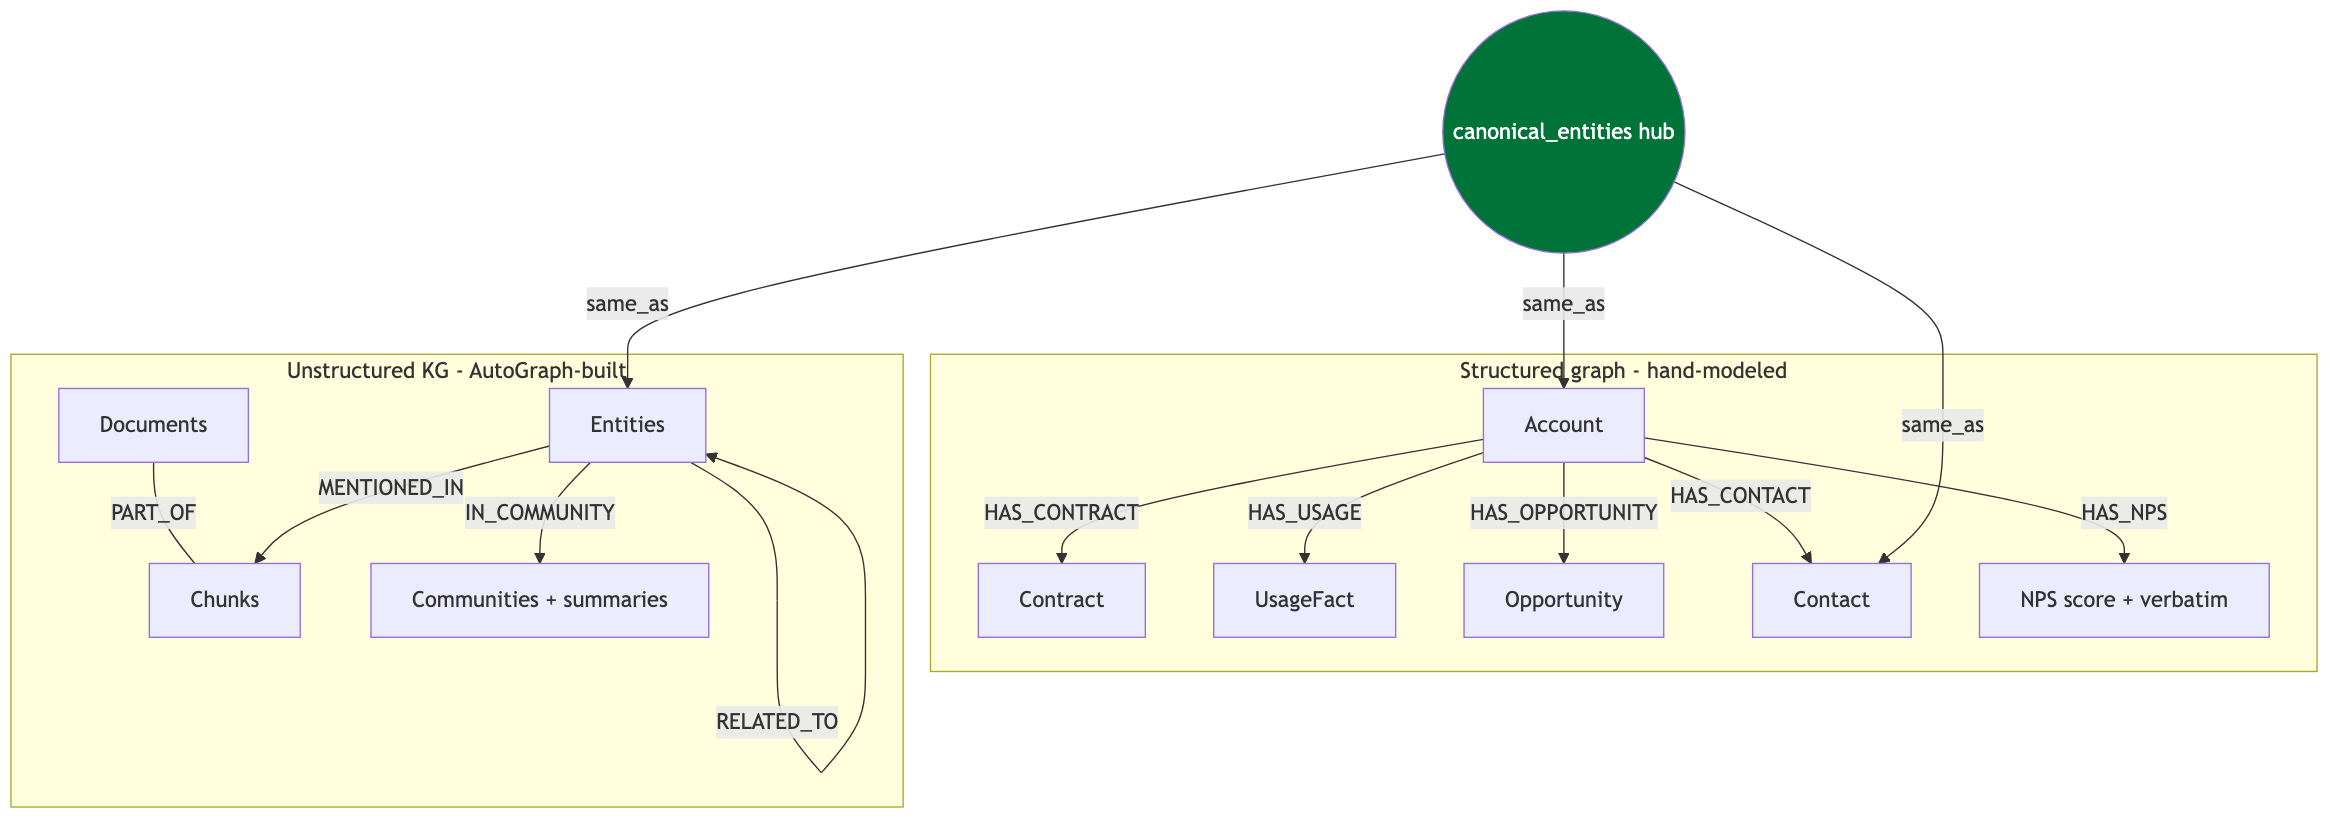 canonical_entities hub
same_as
same_as
same_as
Unstructured KG - AutoGraph-built
Documents
Entities
PART_OF
MENTIONED_IN
IN_COMMUNITY
Chunks
Communities + summaries
RELATED_TO
Structured graph - hand-modeled
Account
HAS_CONTRACT
HAS_USAGE
HAS_OPPORTUNITY
HAS_CONTACT
HAS_NPS
Contract
UsageFact
Opportunity
Contact
NPS score + verbatim